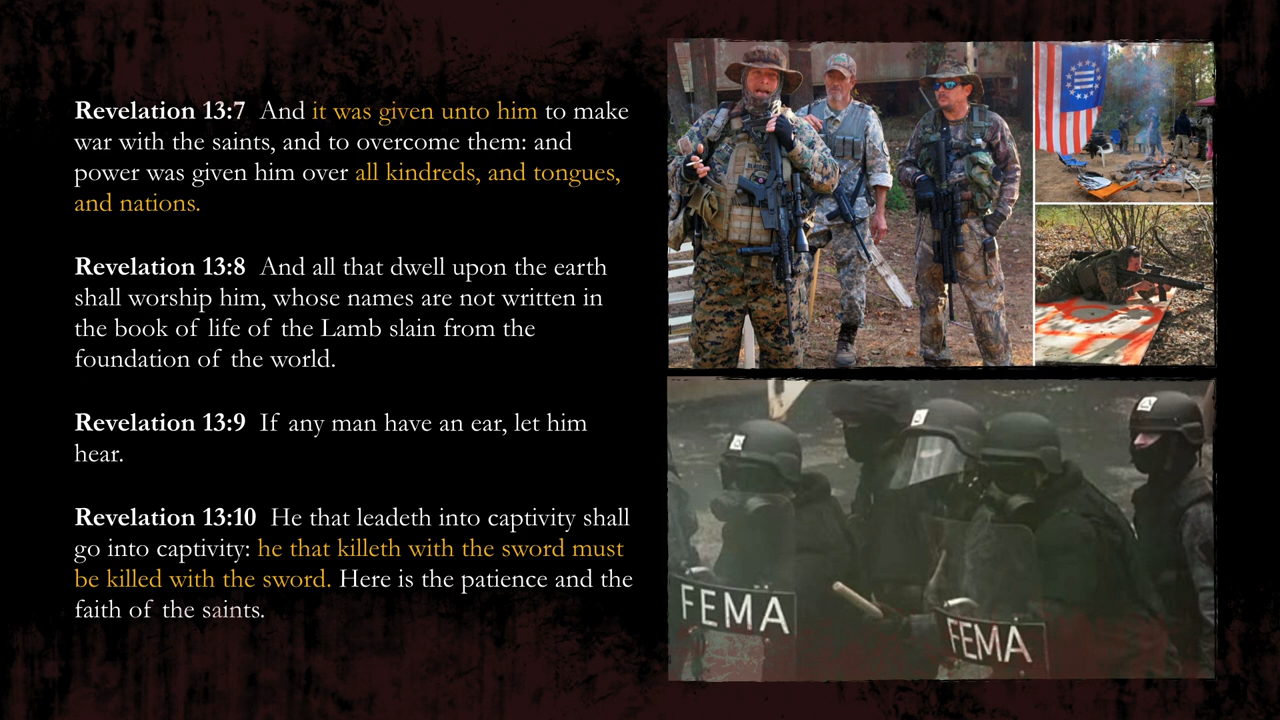 Revelation 13:7 And it was given unto him to make
war with the saints, and to overcome them: and
power was given him over all kindreds, and tongues,
and nations.
Revelation 13:8 And all that dwell upon the earth
shall worship him, whose names are not written in
the book of life of the Lamb slain from the
foundation of the world.
Revelation 13:9 If any man have an ear, let him
hear.
Revelation 13:10 He that leadeth into captivity shall
go into captivity: he that killeth with the sword must
be killed with the sword. Here is the patience and the
faith of the saints.
FEMA
FEMA